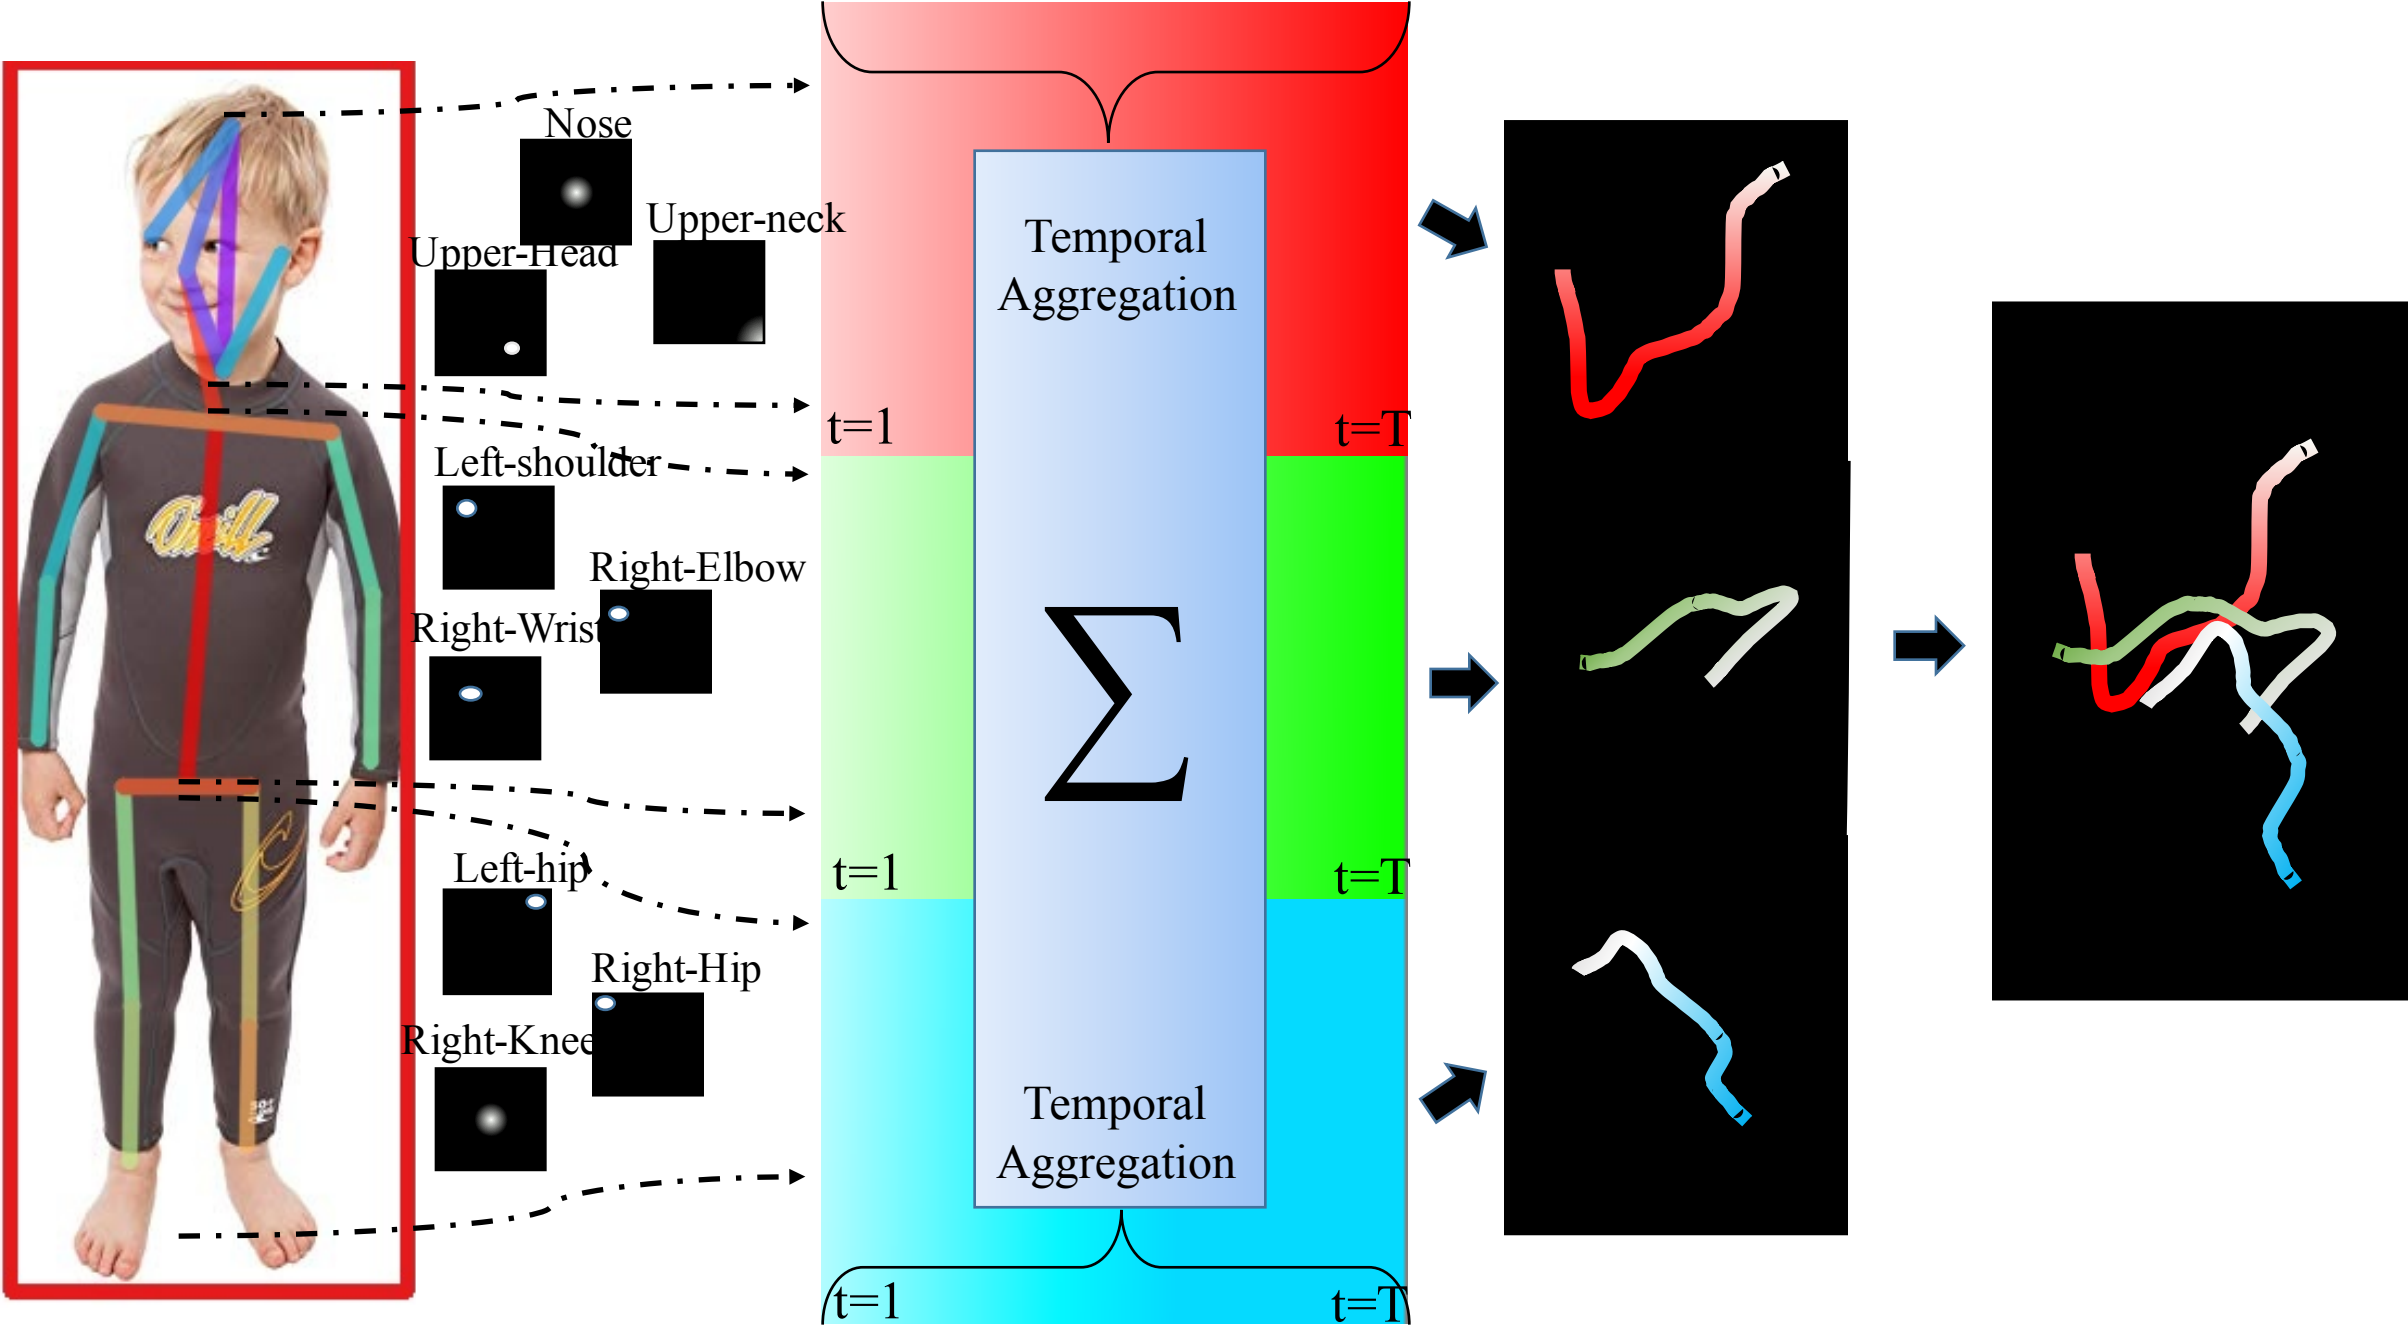 Nose
Upper-neck
Upper-Head
t=1
t=T
Temporal
Aggregation
Left-shoulder
Right-Elbow
Right-Wrist
∑
t=1
t=T
Left-hip
Right-Hip
Right-Knee
Temporal
Aggregation
t=1
t=T
O'neill